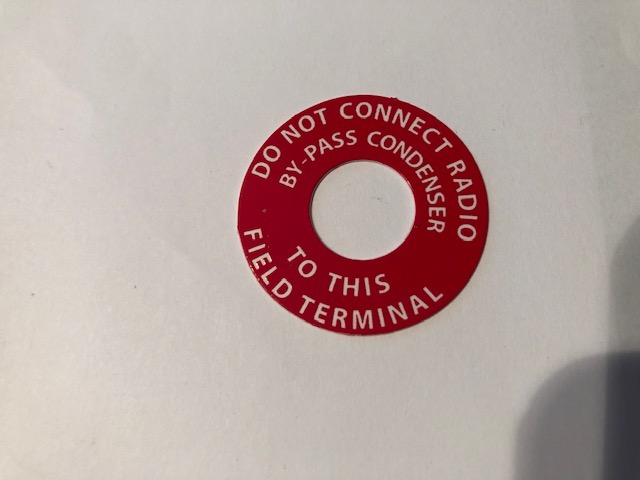 DO NOT CONNECT RADIO
BY-PASS CONDENSER
TO THIS
FIELD TERMINAL